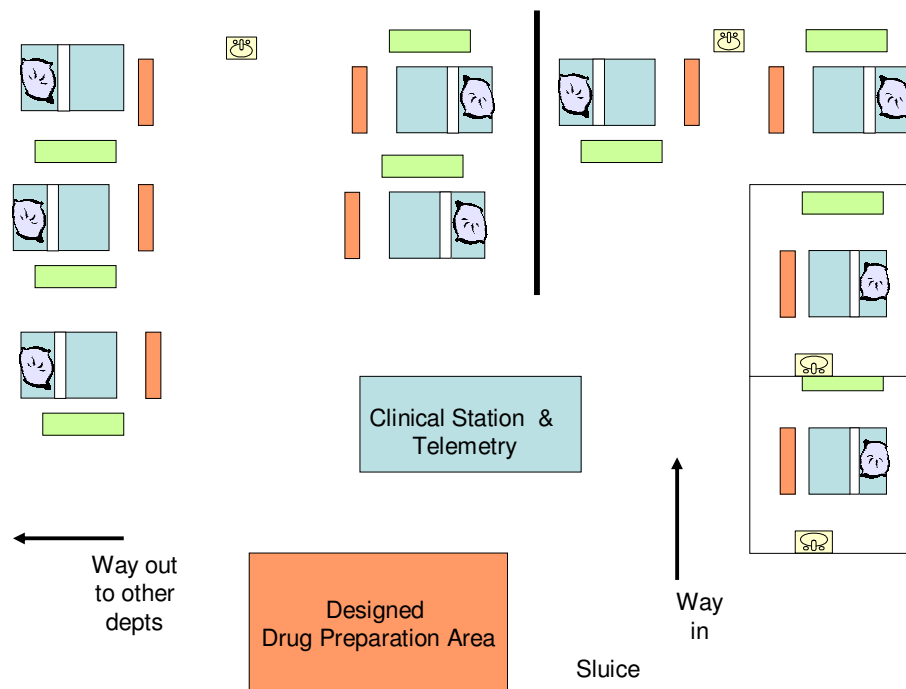 Clinical Station &
Telemetry
Way out
to other
depts
Designed
Drug Preparation Area
Way
in
Sluice